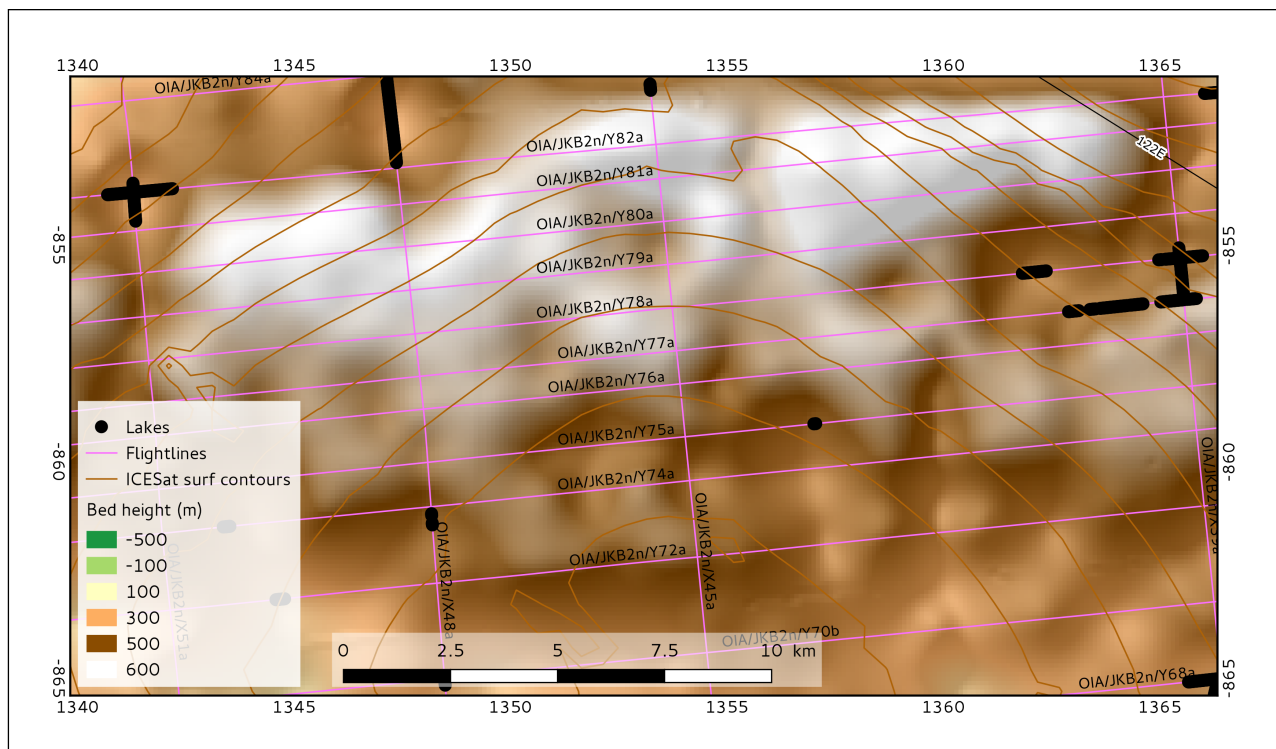 1340 1345 1350 1355 1360 1365
OIA/JKB2n/Y84a
122E
OIA/JKB2n/Y82a
OIA/JKB2n/Y81a
OIA/JKB2n/Y80a
-855
-855
OIA/JKB2n/Y79a
OIA/JKB2n/Y78a
OIA/JKB2n/Y77a
OIA/JKB2n/Y76a
OIA/JKB2n/Y75a
-860
-860
OIA/JKB2n/Y74a
OIA/JKB2n/Y72a
OIA/JKB2n/X45a
OIA/JKB2n/X48a
OIA/JKB2n/X51a
Lakes
Flightlines
ICESat surf contours
Bed height (m)
-500
-100
100
300
500
600
OIA/JKB2n/Y70b
0 2.5 5 7.5 10 km
OIA/JKB2n/Y68a
-865
-865
1340 1345 1350 1355 1360 1365